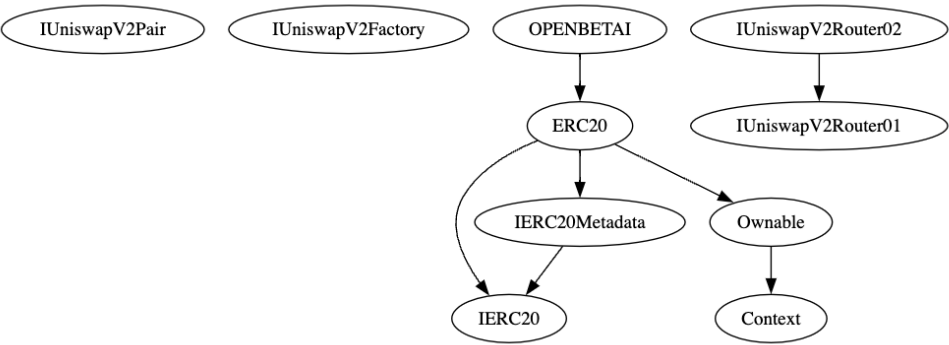 IUniswapV2Pair
IUniswapV2Factory
OPENBETAI
IUniswapV2Router02
ERC20
IUniswapV2Router01
IERC20Metadata
Ownable
IERC20
Context